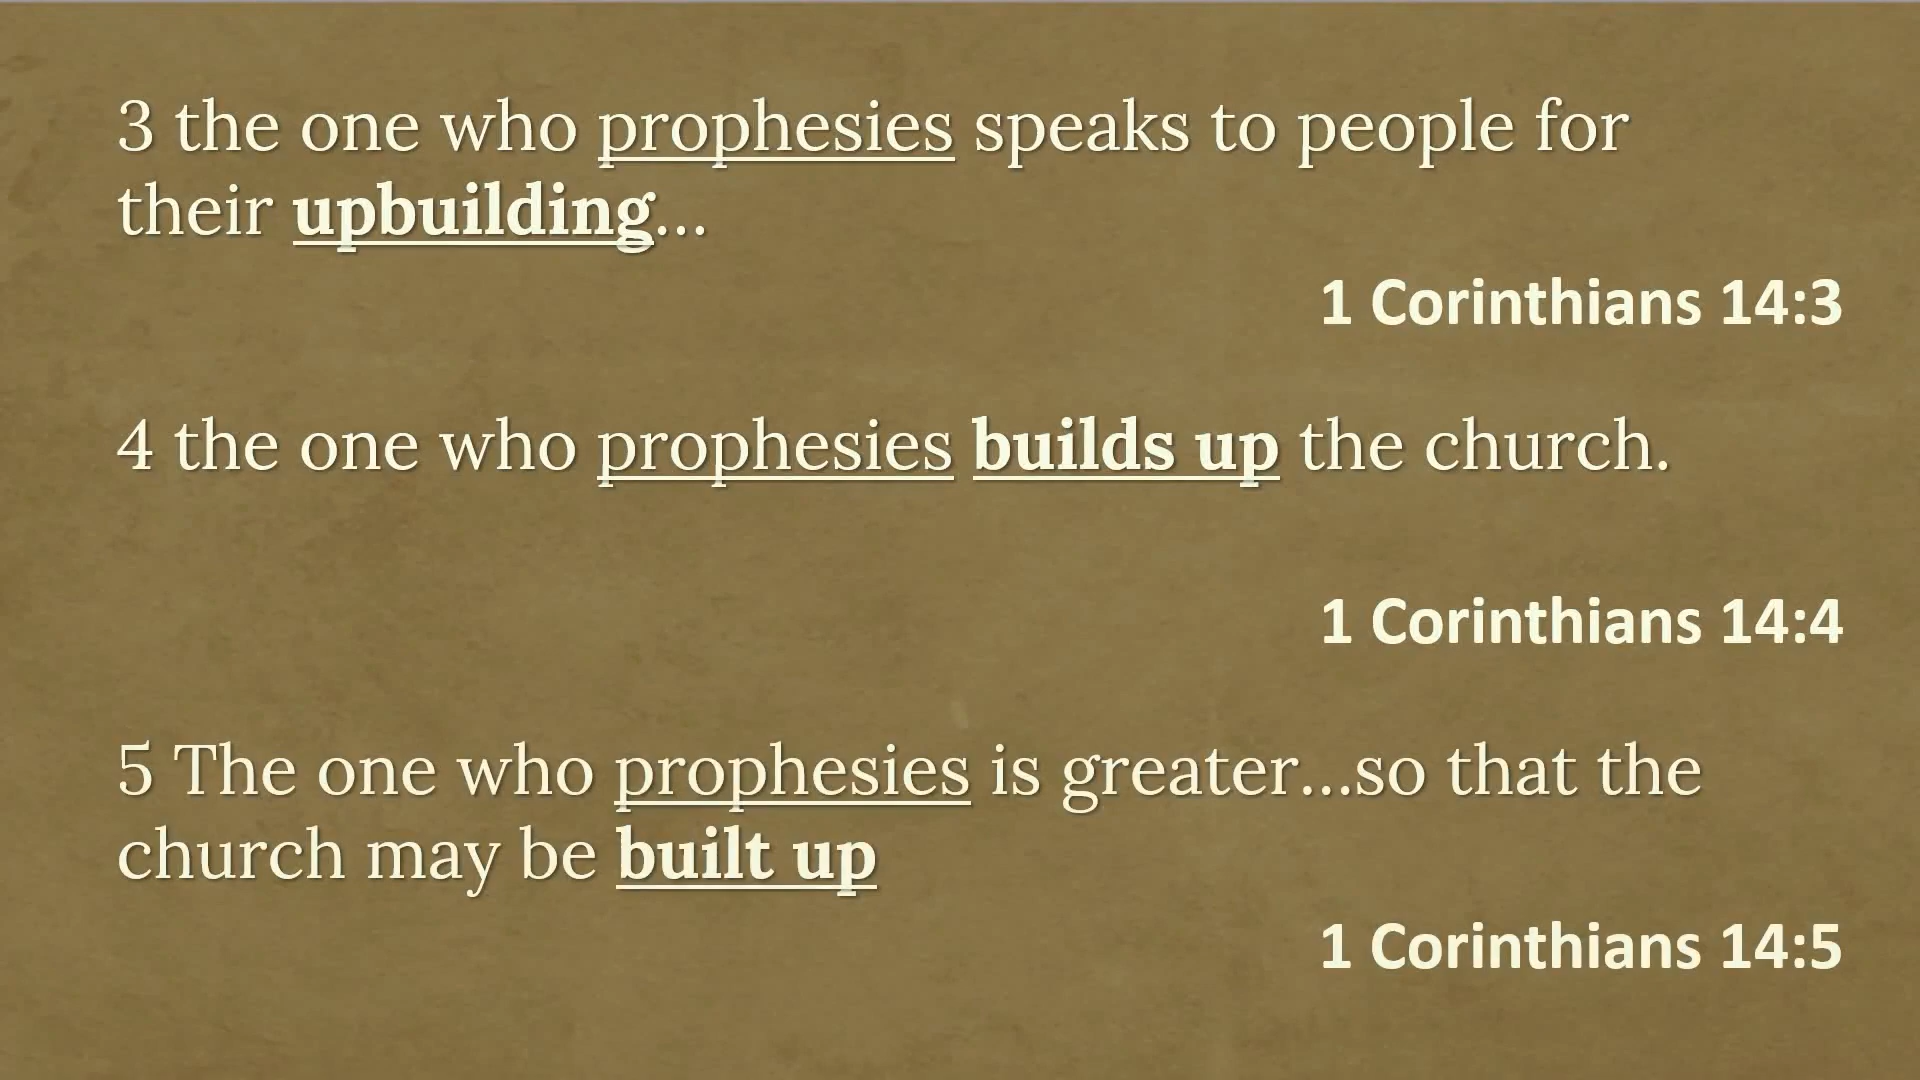 3 the one who prophesies speaks to people for
their upbuilding...
1 Corinthians 14:3
4 the one who prophesies builds up the church.
1 Corinthians 14:4
5 The one who prophesies is greater...so that the
church may be built up
1 Corinthians 14:5